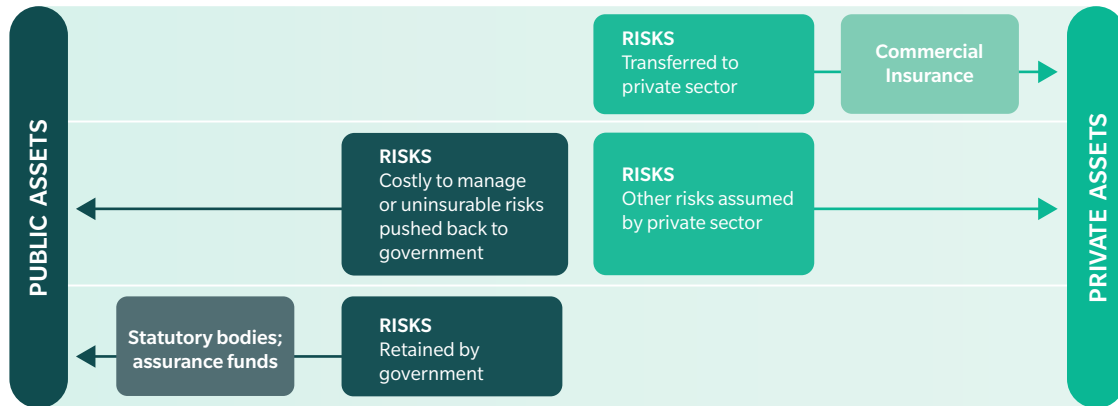 PUBLIC ASSETS
RISKS
Transferred to
private sector
Commercial
Insurance
RISKS
Costly to manage
or uninsurable risks
pushed back to
government
RISKS
Other risks assumed
by private sector
Statutory bodies;
assurance funds
RISKS
Retained by
government
PRIVATE ASSETS